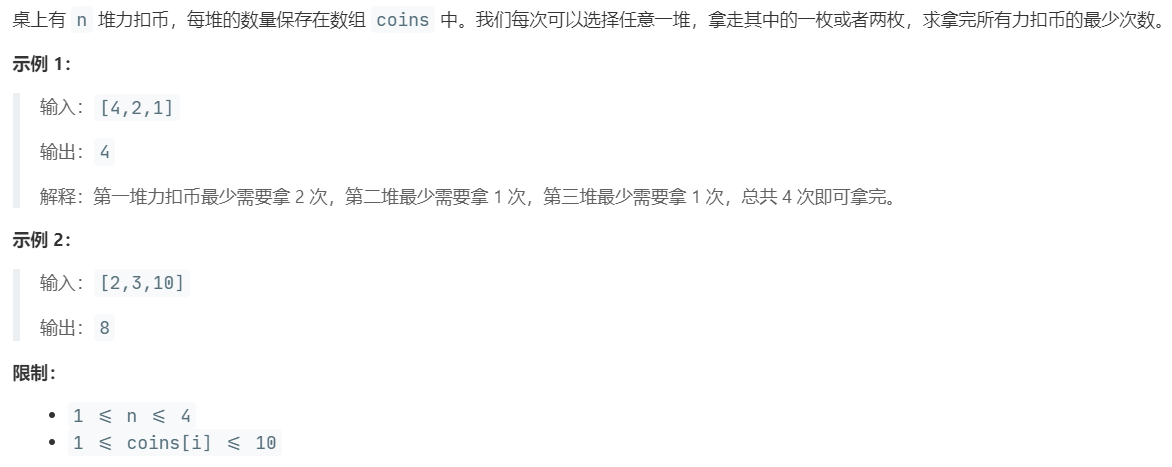 桌上有 n 堆力扣币，每堆的数量保存在数组 coins 中。我们每次可以选择任意一堆，拿走其中的一枚或者两枚，求拿完所有力扣币的最少次数。
示例 1：
输入：[4,2,1]
输出：4
解释：第一堆力扣币最少需要拿 2 次，第二堆最少需要拿 1 次，第三堆最少需要拿 1 次，总共 4 次即可拿完。
示例 2：
输入：[2,3,10]
输出：8
限制：
• 1 ⩽ n ⩽ 4
• 1 ⩽ coins[i] ⩽ 10